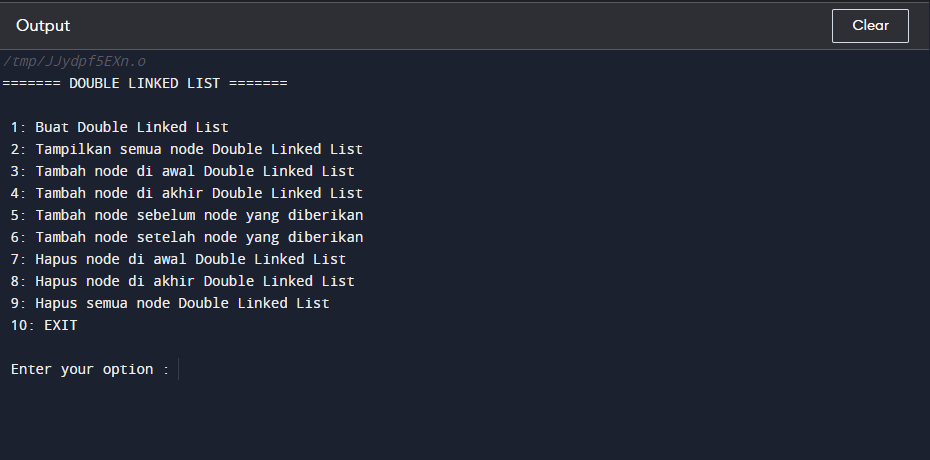 Output
Clear
/tmp/JJydpf5EXn.o
======= DOUBLE LINKED LIST =======
1: Buat Double Linked List
2: Tampilkan semua node Double Linked List
3: Tambah node di awal Double Linked List
4: Tambah node di akhir Double Linked List
5: Tambah node sebelum node yang diberikan
6: Tambah node setelah node yang diberikan
7: Hapus node di awal Double Linked List
8: Hapus node di akhir Double Linked List
9: Hapus semua node Double Linked List
10: EXIT
Enter your option :